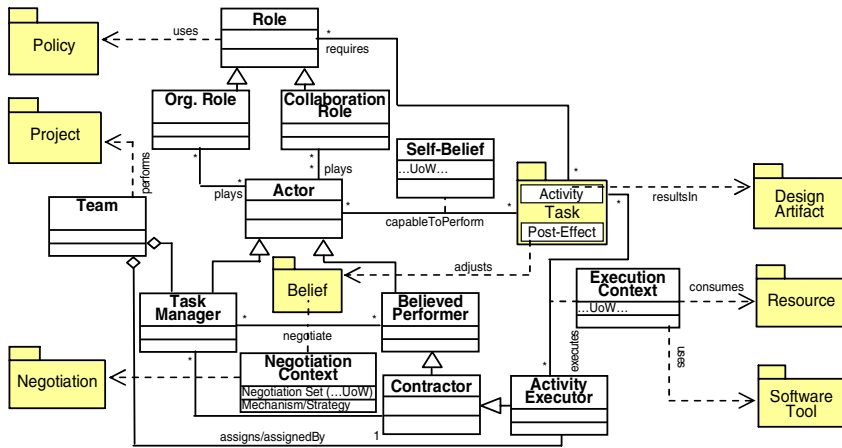 Role
uses
*
Policy
requires
Org. Role
Collaboration
Role
Project
Self-Belief
…UoW…
*
*
*
*
plays
performs
Actor
plays
*
*
Activity
*
resultsIn
Design
Artifact
Team
*
*
Task
capableToPerform
Post-Effect
adjusts
Execution
Context
consumes
Belief
Task
Manager
Believed
Performer
…UoW…
Resource
*
*
negotiate
executes
uses
Negotiation
Context
*
*
Negotiation
Negotiation Set (…UoW)
Mechanism/Strategy
Contractor
Activity
Executor
Software
Tool
assigns/assignedBy
1